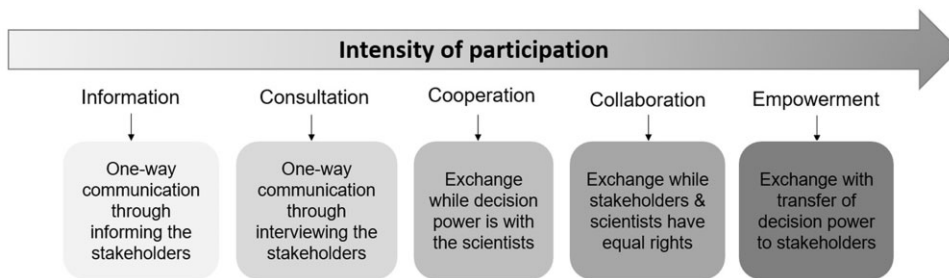 Intensity of participation
Information
Consultation
Cooperation
Collaboration
Empowerment
One-way
communication
through
informing the
stakeholders
One-way
communication
through
interviewing the
stakeholders
Exchange
while decision
power is with
the scientists
Exchange while
stakeholders &
scientists have
equal rights
Exchange with
transfer of
decision power
to stakeholders